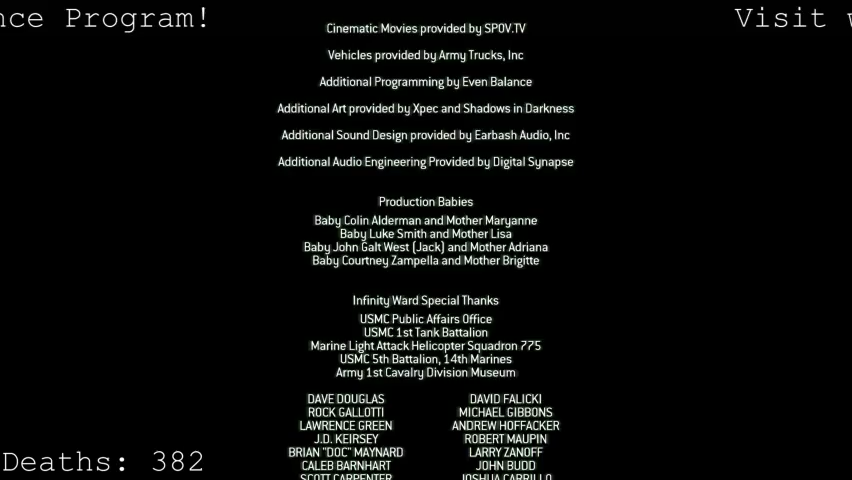 nce Program!
Visit
Cinematic Movies provided by SPOV.TV
Vehicles provided by Army Trucks, Inc
Additional Programming by Even Balance
Additional Art provided by Xpec and Shadows in Darkness
Additional Sound Design provided by Earbash Audio, Inc
Additional Audio Engineering Provided by Digital Synapse
Production Babies
Baby Colin Alderman and Mother Maryanne
Baby Luke Smith and Mother Lisa
Baby John Galt West (Jack) and Mother Adriana
Baby Courtney Zampella and Mother Brigitte
Infinity Ward Special Thanks
USMC Public Affairs Office
USMC 1st Tank Battalion
Marine Light Attack Helicopter Squadron 775
USMC 5th Battalion, 14th Marines
Army 1st Cavalry Division Museum
DAVE DOUGLAS DAVID FALICKI
ROCK GALLOTTI MICHAEL GIBBONS
LAWRENCE GREEN ANDREW HOFFACKER
J.D. KEIRSEY ROBERT MAUPIN
BRIAN "DOC" MAYNARD LARRY ZANOFF
CALEB BARNHART JOHN BUDD
SCOTT CARPENTER JOSHUA CARRILLO
Deaths: 382